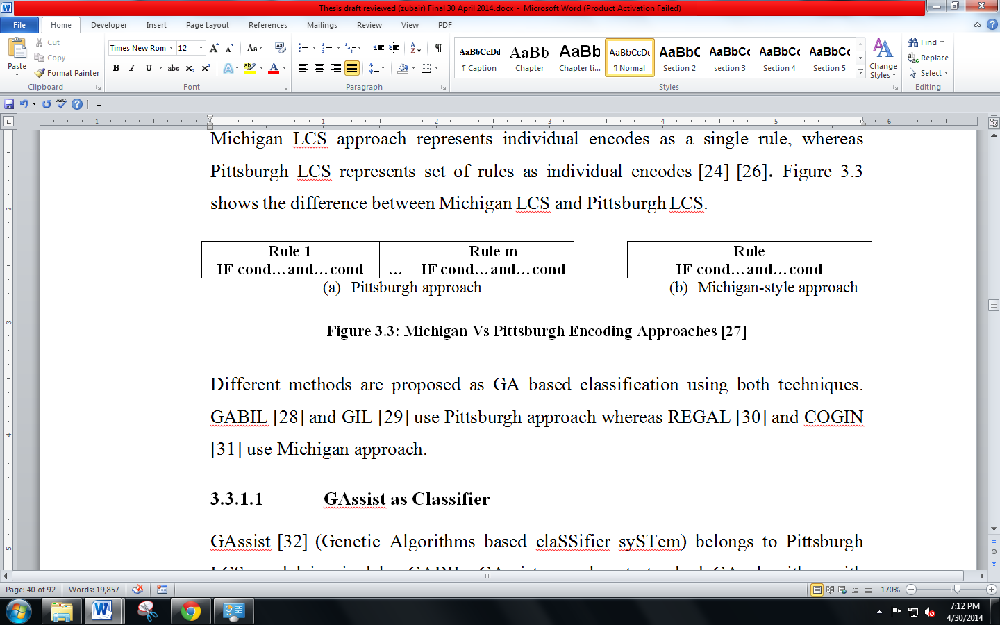 Thesis draft reviewed (zubair) Final 30 April 2014.docx - Microsoft Word (Product Activation Failed)
File Home Developer Insert Page Layout References Mailings Review View PDF
Paste Cut Copy Format Painter
Times New Rom 12
AaBbCcDd AaBb AaBb AaBbCcDc AaBbC AaBbCc AaBbCc AaBbCc
¶ Caption Chapter Chapter ti... ¶ Normal Section 2 section 3 Section 4 Section 5
Change Styles
Find Replace Select
Clipboard Font Paragraph Styles Editing
1 1 2 3 4 5 6
Michigan LCS approach represents individual encodes as a single rule, whereas
Pittsburgh LCS represents set of rules as individual encodes [24] [26]. Figure 3.3
shows the difference between Michigan LCS and Pittsburgh LCS.
Rule 1 Rule m Rule
IF cond…and…cond … IF cond…and…cond IF cond…and…cond
(a) Pittsburgh approach (b) Michigan-style approach
Figure 3.3: Michigan Vs Pittsburgh Encoding Approaches [27]
Different methods are proposed as GA based classification using both techniques.
GABIL [28] and GIL [29] use Pittsburgh approach whereas REGAL [30] and COGIN
[31] use Michigan approach.
3.3.1.1 GAssist as Classifier
GAssist [32] (Genetic Algorithms based claSSifier sySTem) belongs to Pittsburgh
Page: 40 of 92 Words: 19,857 170%
7:12 PM
4/30/2014